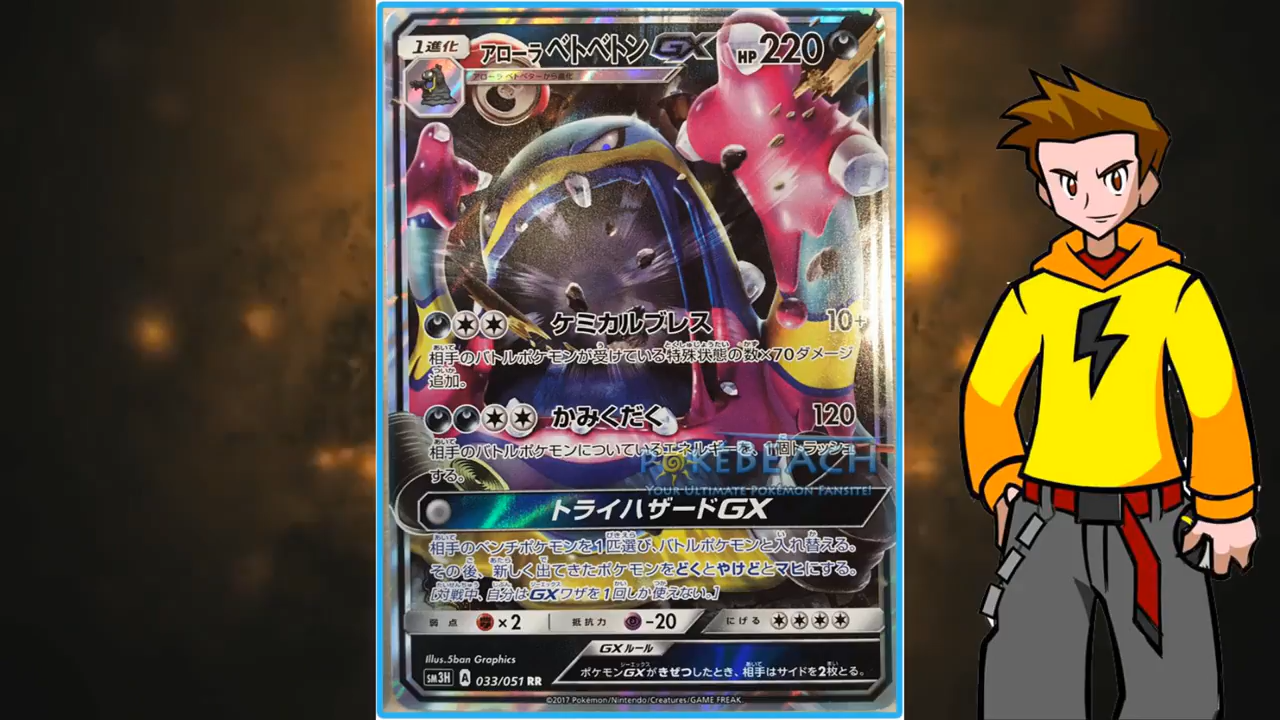 1進化
アローラ ベトベトンGX HP220
アローラ ベトベターから進化
ケミカルブレス 10+
相手のバトルポケモンが受けている特殊状態の数×70ダメージ
追加。
かみくだく 120
相手のバトルポケモンについているエネルギーを、1個トラッシュ
する。
POKÉBEACH
YOUR ULTIMATE POKÉMON FANSITE!
トライハザードGX
相手のベンチポケモンを1匹選び、バトルポケモンと入れ替える。
その後、新しく出てきたポケモンをどくとやけどとマヒにする。
[対戦中、自分はGXワザを1回しか使えない。]
弱点 ×2 抵抗力 -20 にげる
GXルール
ポケモンGXがきぜつしたとき、相手はサイドを2枚とる。
Illus.5ban Graphics
SM3H A 033/051 RR
©2017 Pokémon/Nintendo/Creatures/GAME FREAK.